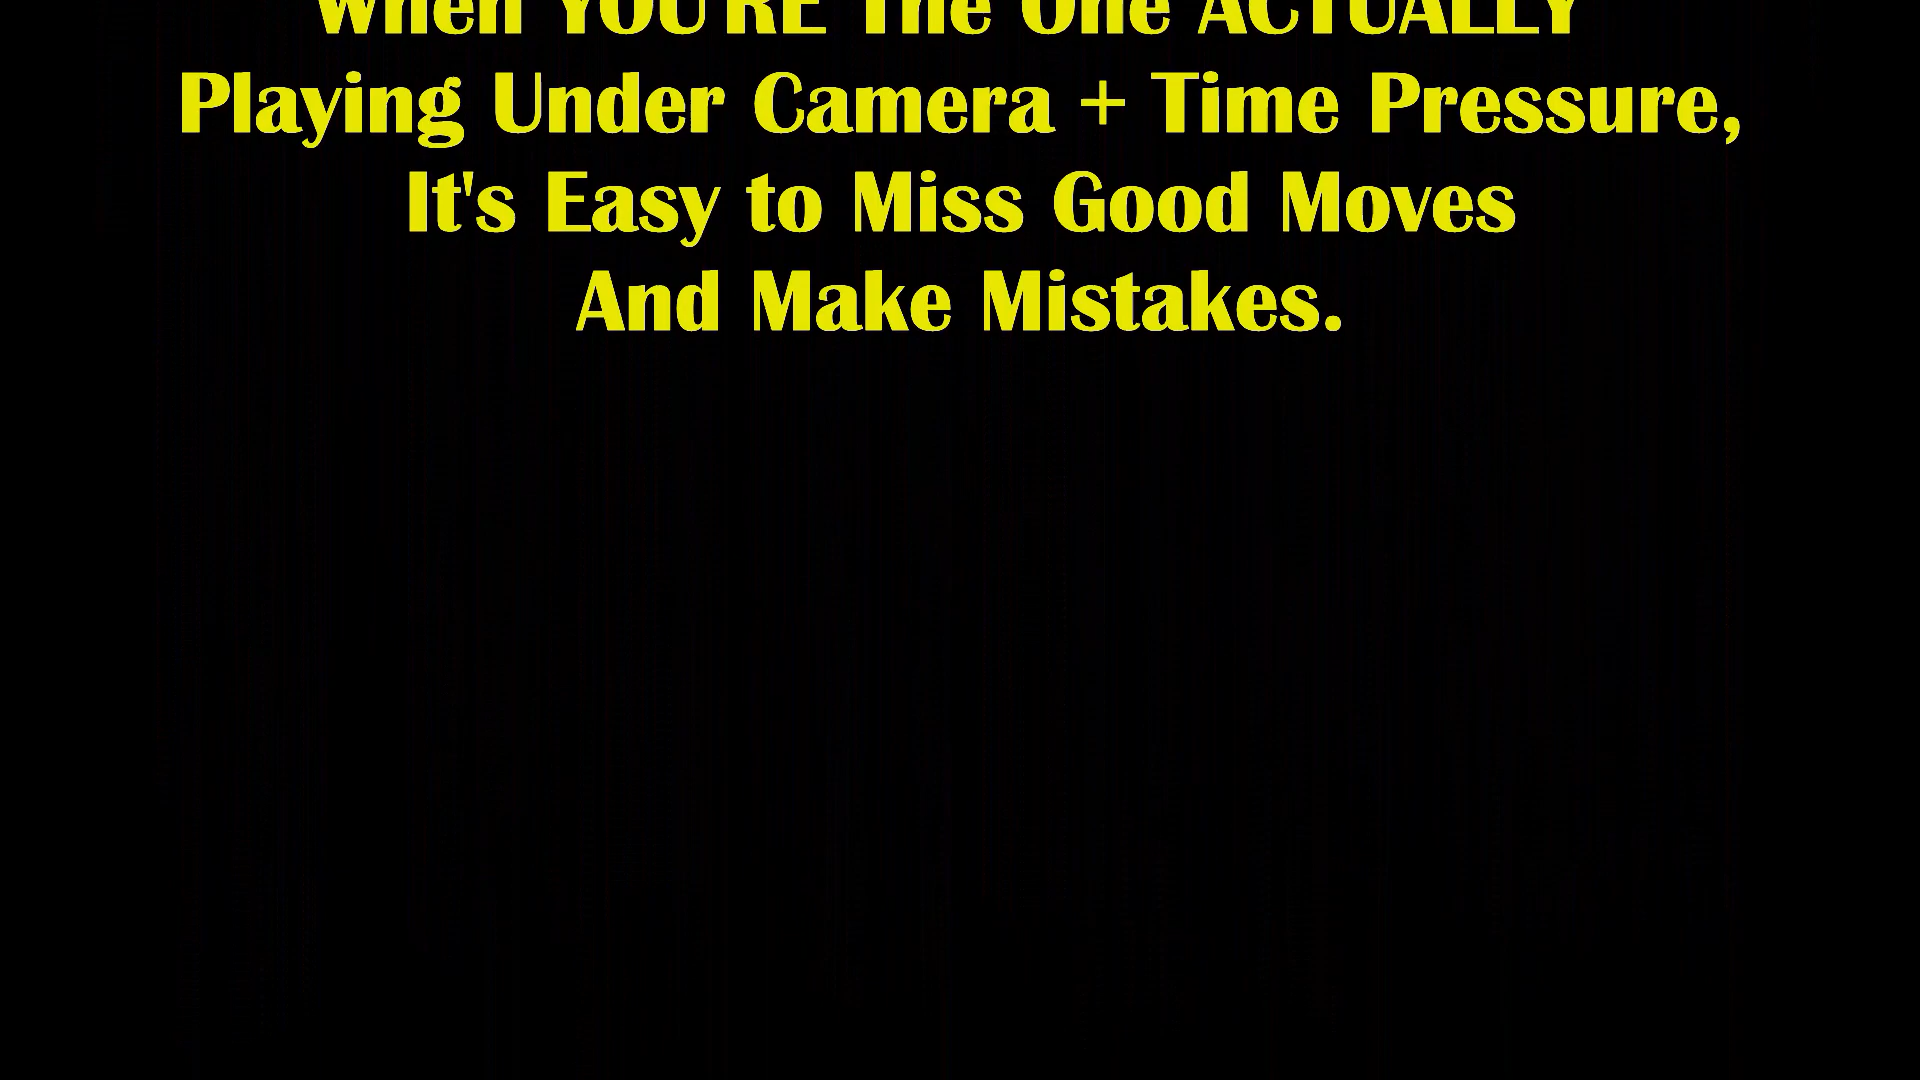 When YOU'RE The One ACTUALLY
Playing Under Camera + Time Pressure,
It's Easy to Miss Good Moves
And Make Mistakes.